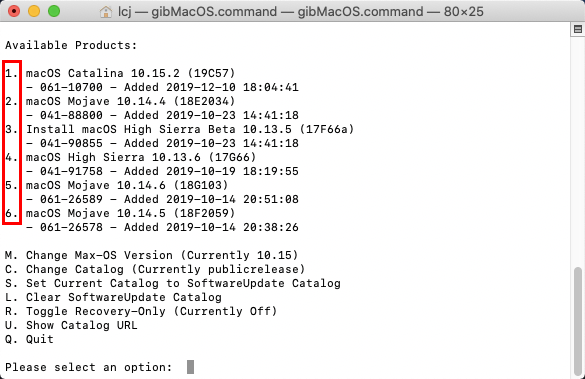 lcj — gibMacOS.command — gibMacOS.command — 80×25
Available Products:
1. macOS Catalina 10.15.2 (19C57)
- 061-10700 - Added 2019-12-10 18:04:41
2. macOS Mojave 10.14.4 (18E2034)
- 041-88800 - Added 2019-10-23 14:41:18
3. Install macOS High Sierra Beta 10.13.5 (17F66a)
- 041-90855 - Added 2019-10-23 14:41:18
4. macOS High Sierra 10.13.6 (17G66)
- 041-91758 - Added 2019-10-19 18:19:55
5. macOS Mojave 10.14.6 (18G103)
- 061-26589 - Added 2019-10-14 20:51:08
6. macOS Mojave 10.14.5 (18F2059)
- 061-26578 - Added 2019-10-14 20:38:26
M. Change Max-OS Version (Currently 10.15)
C. Change Catalog (Currently publicrelease)
S. Set Current Catalog to SoftwareUpdate Catalog
L. Clear SoftwareUpdate Catalog
R. Toggle Recovery-Only (Currently Off)
U. Show Catalog URL
Q. Quit
Please select an option: